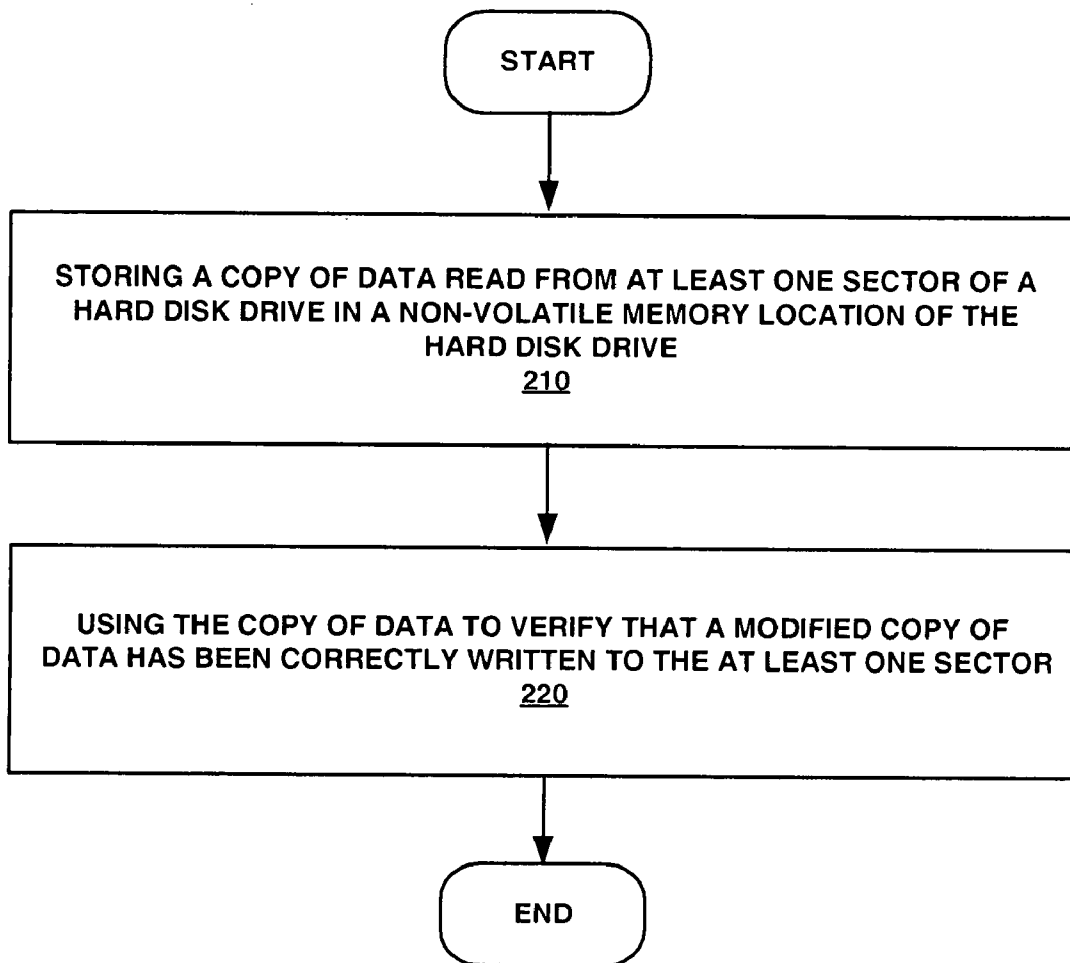 START
STORING A COPY OF DATA READ FROM AT LEAST ONE SECTOR OF A
HARD DISK DRIVE IN A NON-VOLATILE MEMORY LOCATION OF THE
HARD DISK DRIVE
210
USING THE COPY OF DATA TO VERIFY THAT A MODIFIED COPY OF
DATA HAS BEEN CORRECTLY WRITTEN TO THE AT LEAST ONE SECTOR
220
END